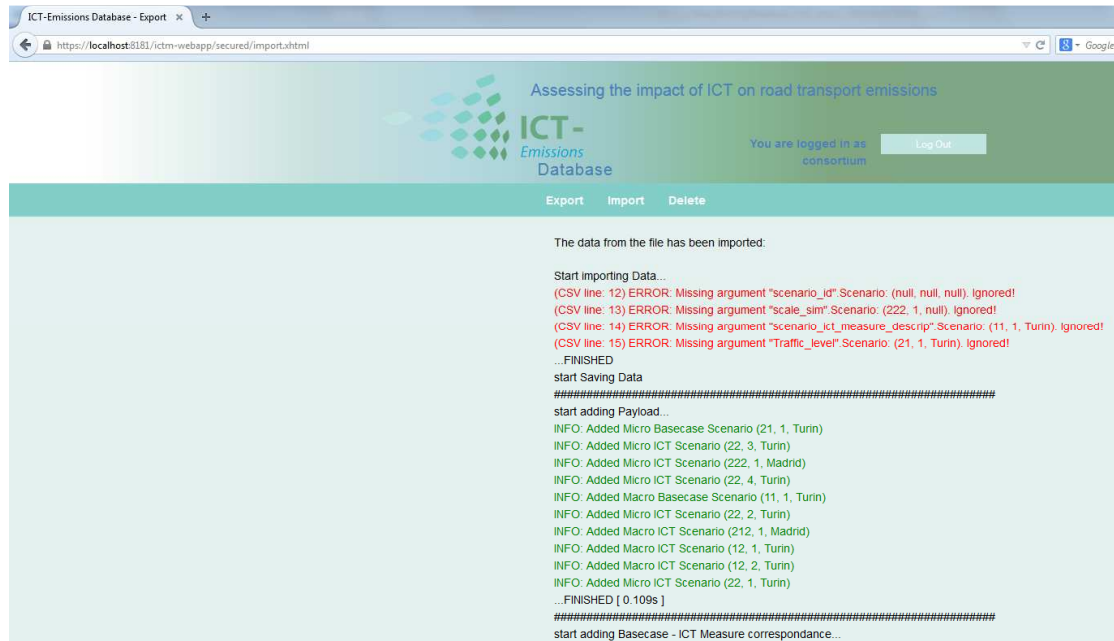 ICT-Emissions Database - Export × +
https://localhost:8181/ictm-webapp/secured/import.xhtml
8 Google
Assessing the impact of ICT on road transport emissions
ICT-
Emissions
Database
You are logged in as
consortium
Log Out
Export Import Delete
The data from the file has been imported:
Start importing Data...
(CSV line: 12) ERROR: Missing argument "scenario_id".Scenario: (null, null, null). Ignored!
(CSV line: 13) ERROR: Missing argument "scale_sim".Scenario: (222, 1, null). Ignored!
(CSV line: 14) ERROR: Missing argument "scenario_ict_measure_descrip".Scenario: (11, 1, Turin). Ignored!
(CSV line: 15) ERROR: Missing argument "Traffic_level".Scenario: (21, 1, Turin). Ignored!
...FINISHED
start Saving Data
######################################################################
start adding Payload...
INFO: Added Micro Basecase Scenario (21, 1, Turin)
INFO: Added Micro ICT Scenario (22, 3, Turin)
INFO: Added Micro ICT Scenario (222, 1, Madrid)
INFO: Added Micro ICT Scenario (22, 4, Turin)
INFO: Added Macro Basecase Scenario (11, 1, Turin)
INFO: Added Micro ICT Scenario (22, 2, Turin)
INFO: Added Macro ICT Scenario (212, 1, Madrid)
INFO: Added Macro ICT Scenario (12, 1, Turin)
INFO: Added Macro ICT Scenario (12, 2, Turin)
INFO: Added Micro ICT Scenario (22, 1, Turin)
...FINISHED [ 0.109s ]
######################################################################
start adding Basecase - ICT Measure correspondance...